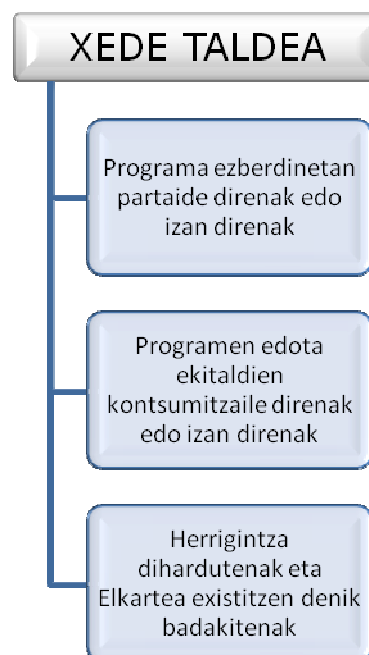 XEDE TALDEA
Programa ezberdinetan
partaide direnak edo
izan direnak
Programen edota
ekitaldien
kontsumitzaile direnak
edo izan direnak
Herrigintza
dihardutenak eta
Elkartea existitzen denik
badakitenak